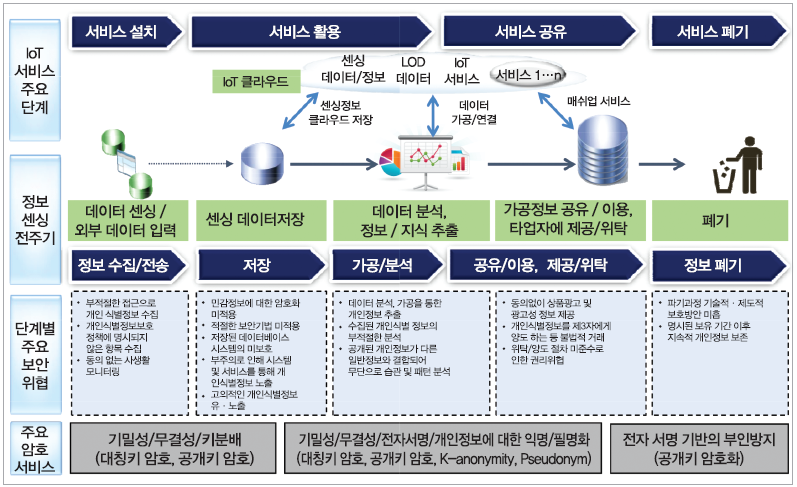 IoT
서비스
주요
단계
서비스 설치
서비스 활용
서비스 공유
서비스 폐기
IoT 클라우드
센싱
데이터/정보
LOD
데이터
IoT
서비스
서비스 1…n
센싱정보
클라우드 저장
데이터
가공/연결
매쉬업 서비스
정보
센싱
전주기
데이터 센싱 /
외부 데이터 입력
센싱 데이터저장
데이터 분석,
정보 / 지식 추출
가공정보 공유 / 이용,
타업자에 제공/위탁
폐기
정보 수집/전송
저장
가공/분석
공유/이용, 제공/위탁
정보 폐기
단계별
주요
보안
위협
• 부적절한 접근으로
개인 식별정보 수집
• 개인식별정보보호
정책에 명시되지
않은 항목 수집
• 동의 없는 사생활
모니터링
• 민감정보에 대한 암호화
미적용
• 적절한 보안기법 미적용
• 저장된 데이터베이스
시스템의 미보호
• 부주의로 인해 시스템
및 서비스를 통해 개
인식별정보 노출
• 고의적인 개인식별정보
유 · 노출
• 데이터 분석, 가공을 통한
개인정보 추출
• 수집된 개인식별 정보의
부적절한 분석
• 공개된 개인정보가 다른
일반정보와 결합되어
무단으로 습관 및 패턴 분석
• 동의없이 상품광고 및
광고성 정보 제공
• 개인식별정보를 제3자에게
양도 하는 등 불법적 거래
• 위탁/양도 절차 미준수로
인한 권리위협
• 파기과정 기술적 · 제도적
보호방안 미흡
• 명시된 보유 기간 이후
지속적 개인정보 보존
주요
암호
서비스
기밀성/무결성/키분배
(대칭키 암호, 공개키 암호)
기밀성/무결성/전자서명/개인정보에 대한 익명/필명화
(대칭키 암호, 공개키 암호, K-anonymity, Pseudonym)
전자 서명 기반의 부인방지
(공개키 암호화)